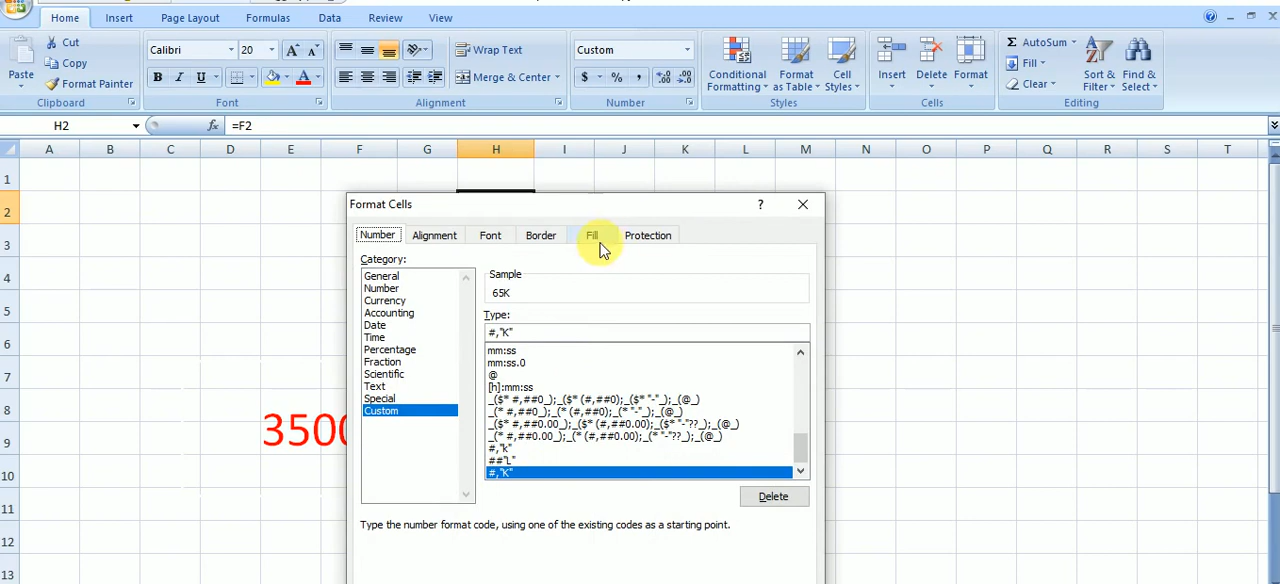 Home Insert Page Layout Formulas Data Review View
Cut
Copy
Format Painter
Paste
Clipboard
Calibri 20 A A
B I U A
Font
Wrap Text
Merge & Center
Alignment
Custom
$ % , .0 .00 .00 .0
Number
Conditional Formatting
Format as Table
Cell Styles
Styles
Insert Delete Format
Cells
Σ AutoSum
Fill
Clear
Sort & Filter
Find & Select
Editing
H2 fx =F2
A B C D E F G H I J K L M N O P Q R S T
1
2
3
4
5
6
7
8
9
10
11
12
13
3500
Format Cells ?
Number Alignment Font Border Fill Protection
Category:
General
Number
Currency
Accounting
Date
Time
Percentage
Fraction
Scientific
Text
Special
Custom
Sample
65K
Type:
#,"K"
mm:ss
mm:ss.0
@
[h]:mm:ss
_($* #,##0_);_($* (#,##0);_($* "-"_);_(@_)
_(* #,##0_);_(* (#,##0);_(* "-"_);_(@_)
_($* #,##0.00_);_($* (#,##0.00);_($* "-"??_);_(@_)
_(* #,##0.00_);_(* (#,##0.00);_(* "-"??_);_(@_)
#,"k"
##"L"
#,"K"
Delete
Type the number format code, using one of the existing codes as a starting point.